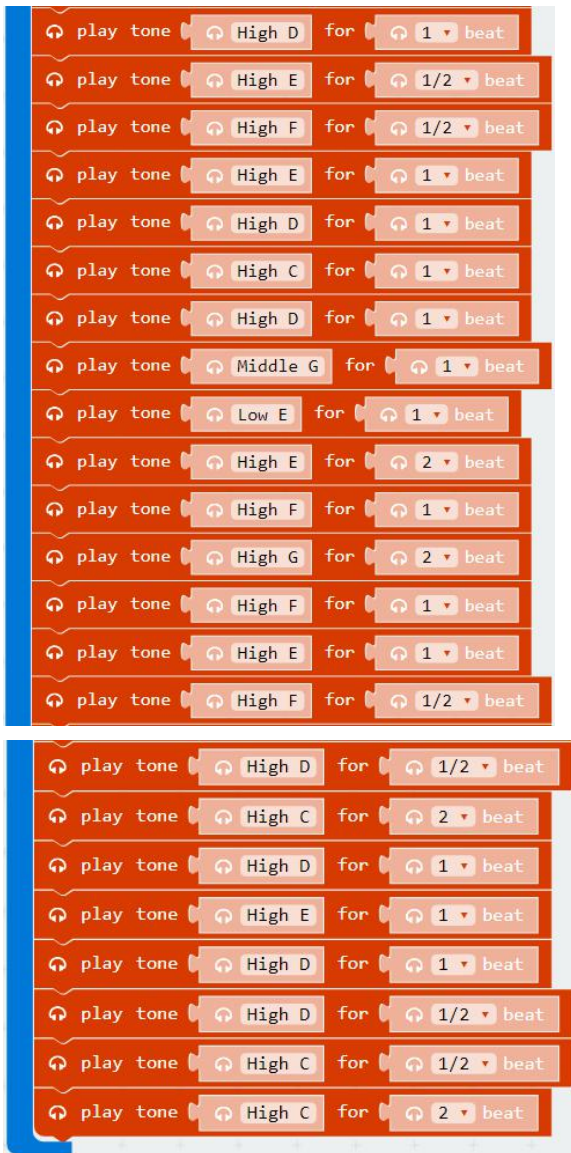 play tone High D for 1 beat
play tone High E for 1/2 beat
play tone High F for 1/2 beat
play tone High E for 1 beat
play tone High D for 1 beat
play tone High C for 1 beat
play tone High D for 1 beat
play tone Middle G for 1 beat
play tone Low E for 1 beat
play tone High E for 2 beat
play tone High F for 1 beat
play tone High G for 2 beat
play tone High F for 1 beat
play tone High E for 1 beat
play tone High F for 1/2 beat
play tone High D for 1/2 beat
play tone High C for 2 beat
play tone High D for 1 beat
play tone High E for 1 beat
play tone High D for 1 beat
play tone High D for 1/2 beat
play tone High C for 1/2 beat
play tone High C for 2 beat